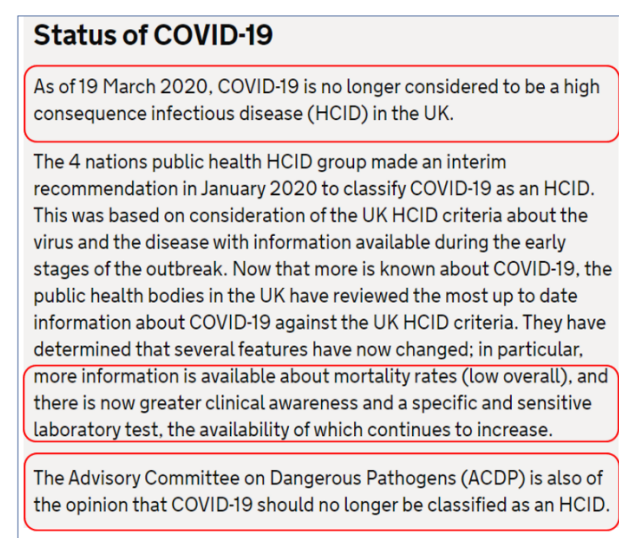 Status of COVID-19
As of 19 March 2020, COVID-19 is no longer considered to be a high
consequence infectious disease (HCID) in the UK.
The 4 nations public health HCID group made an interim
recommendation in January 2020 to classify COVID-19 as an HCID.
This was based on consideration of the UK HCID criteria about the
virus and the disease with information available during the early
stages of the outbreak. Now that more is known about COVID-19, the
public health bodies in the UK have reviewed the most up to date
information about COVID-19 against the UK HCID criteria. They have
determined that several features have now changed; in particular,
more information is available about mortality rates (low overall), and
there is now greater clinical awareness and a specific and sensitive
laboratory test, the availability of which continues to increase.
The Advisory Committee on Dangerous Pathogens (ACDP) is also of
the opinion that COVID-19 should no longer be classified as an HCID.